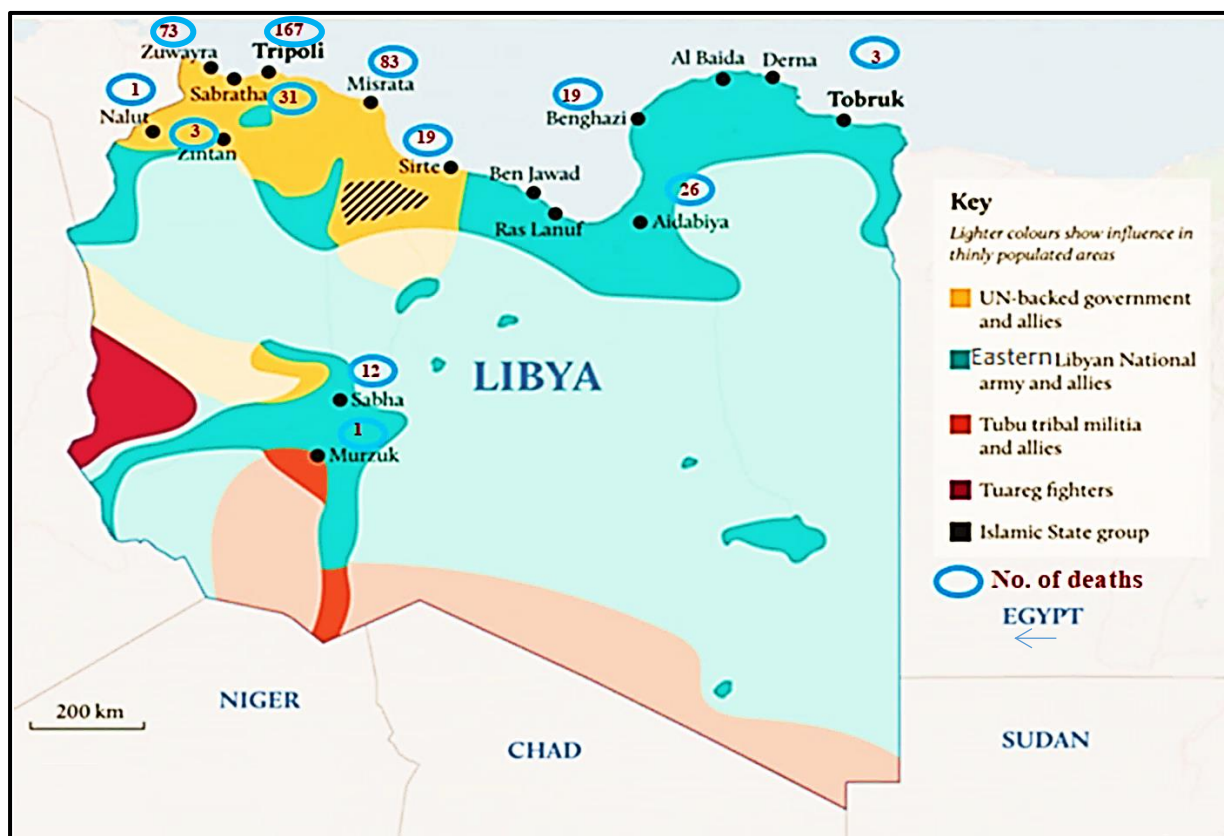 73
167
Zuwayra
Tripoli
83
Misrata
1
Sabratha
31
Nalut
3
Zintan
19
Sirte
19
Benghazi
Al Baida
Derna
3
Tobruk
Ben Jawad
Ras Lanuf
26
Aidabiya
12
Sabha
1
Murzuk
LIBYA
NIGER
CHAD
200 km
Key
Lighter colours show influence in
thinly populated areas
UN-backed government
and allies
Eastern Libyan National
army and allies
Tubu tribal militia
and allies
Tuareg fighters
Islamic State group
No. of deaths
EGYPT
SUDAN